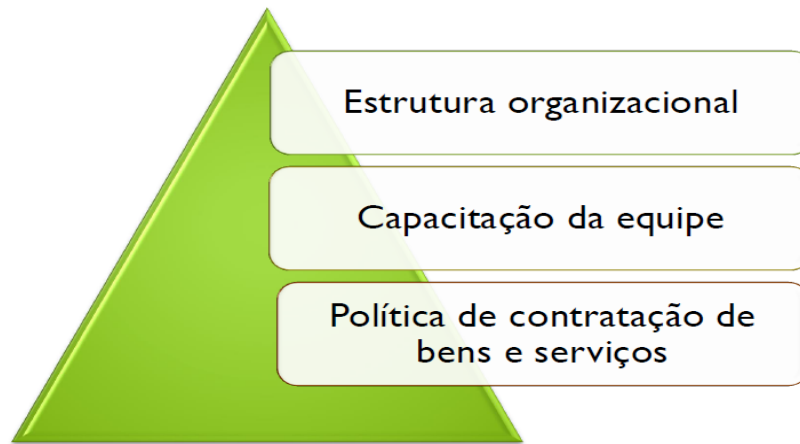 Estrutura organizacional
Capacitação da equipe
Política de contratação de
bens e serviços